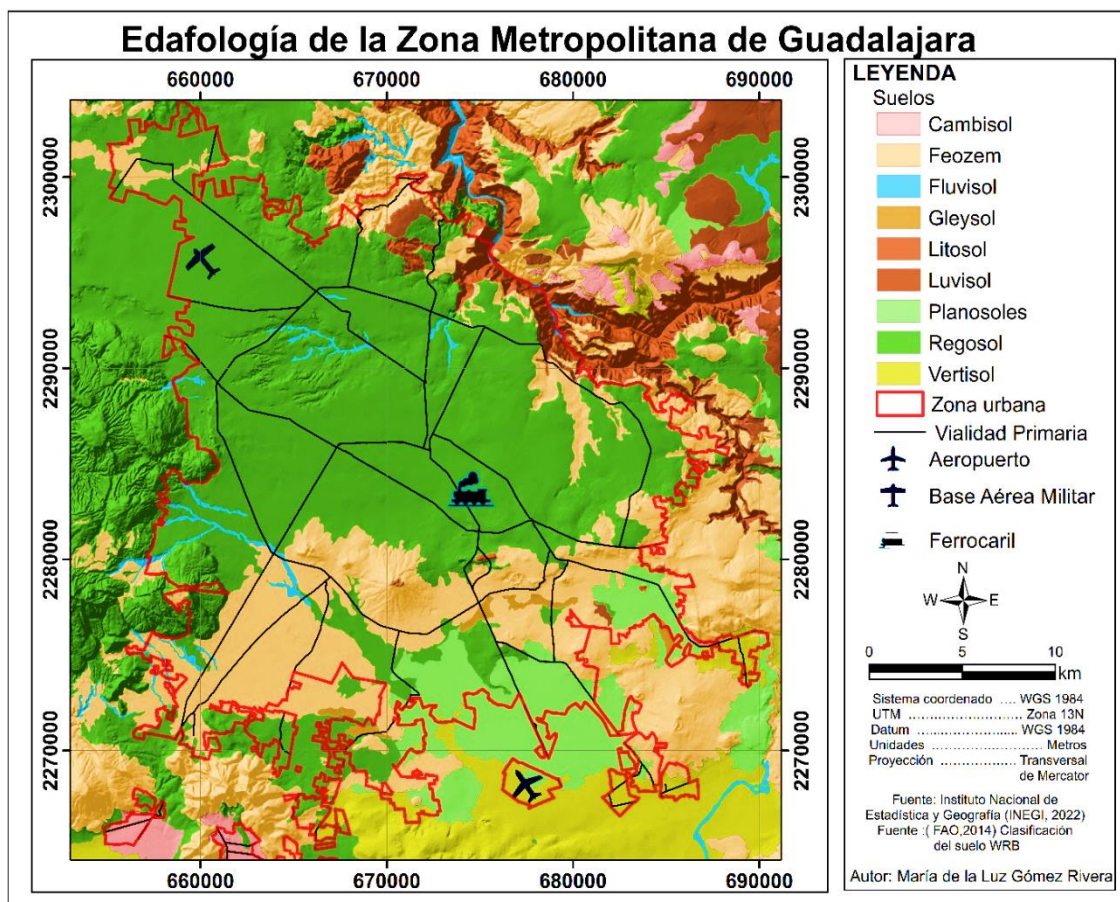 Edafología de la Zona Metropolitana de Guadalajara
660000 670000 680000 690000
2300000 2300000
2290000 2290000
2280000 2280000
2270000 2270000
660000 670000 680000 690000
LEYENDA
Suelos
Cambisol
Feozem
Fluvisol
Gleysol
Litosol
Luvisol
Planosoles
Regosol
Vertisol
Zona urbana
Vialidad Primaria
Aeropuerto
Base Aérea Militar
Ferrocaril
N
W E
S
0 5 10
km
Sistema coordenado .... WGS 1984
UTM ............................ Zona 13N
Datum ......................... WGS 1984
Unidades ......................... Metros
Proyección ................. Transversal
de Mercator
Fuente: Instituto Nacional de
Estadística y Geografía (INEGI, 2022)
Fuente :( FAO,2014) Clasificación
del suelo WRB
Autor: María de la Luz Gómez Rivera